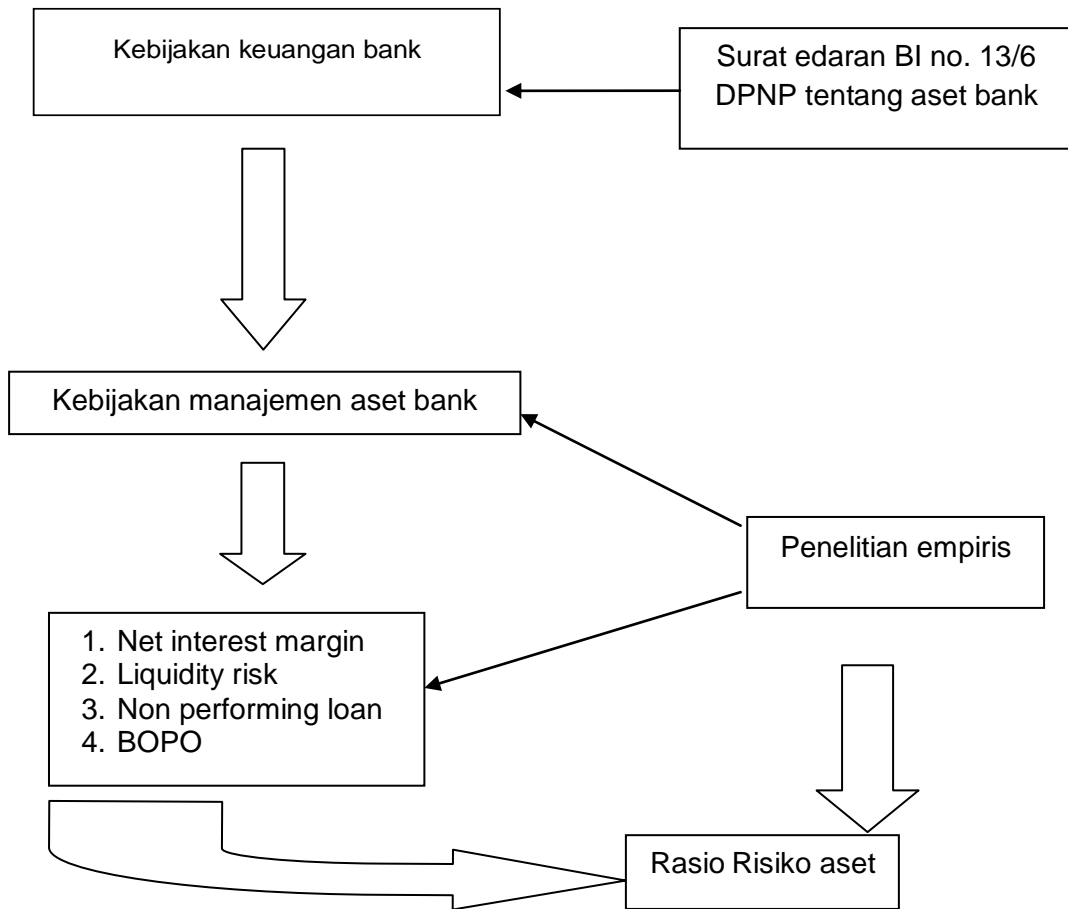 Kebijakan keuangan bank
Surat edaran BI no. 13/6
DPNP tentang aset bank
Kebijakan manajemen aset bank
Penelitian empiris
1. Net interest margin
2. Liquidity risk
3. Non performing loan
4. BOPO
Rasio Risiko aset